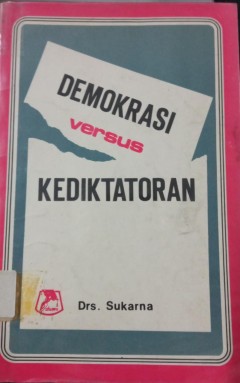 DEMOKRASI
versus
KEDIKTATORAN
Drs. Sukarna